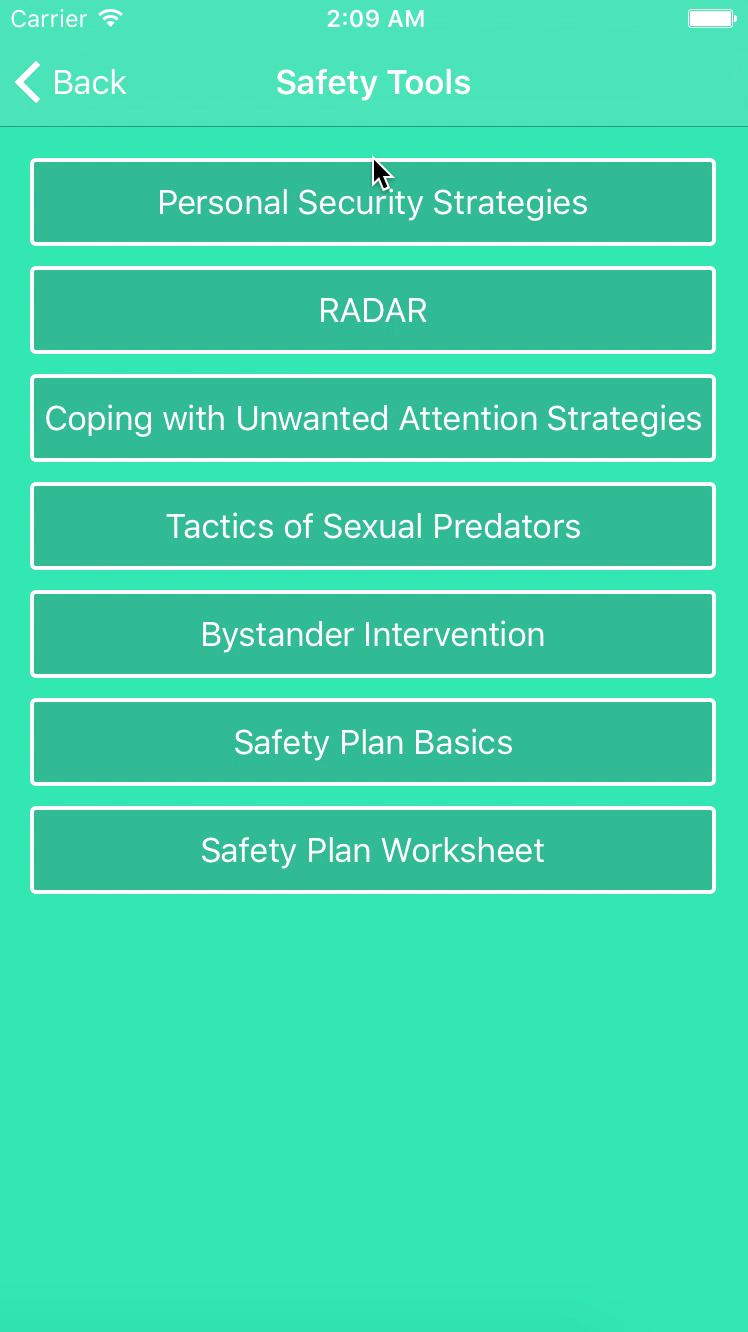 Carrier 2:09 AM
Back Safety Tools
Personal Security Strategies
RADAR
Coping with Unwanted Attention Strategies
Tactics of Sexual Predators
Bystander Intervention
Safety Plan Basics
Safety Plan Worksheet